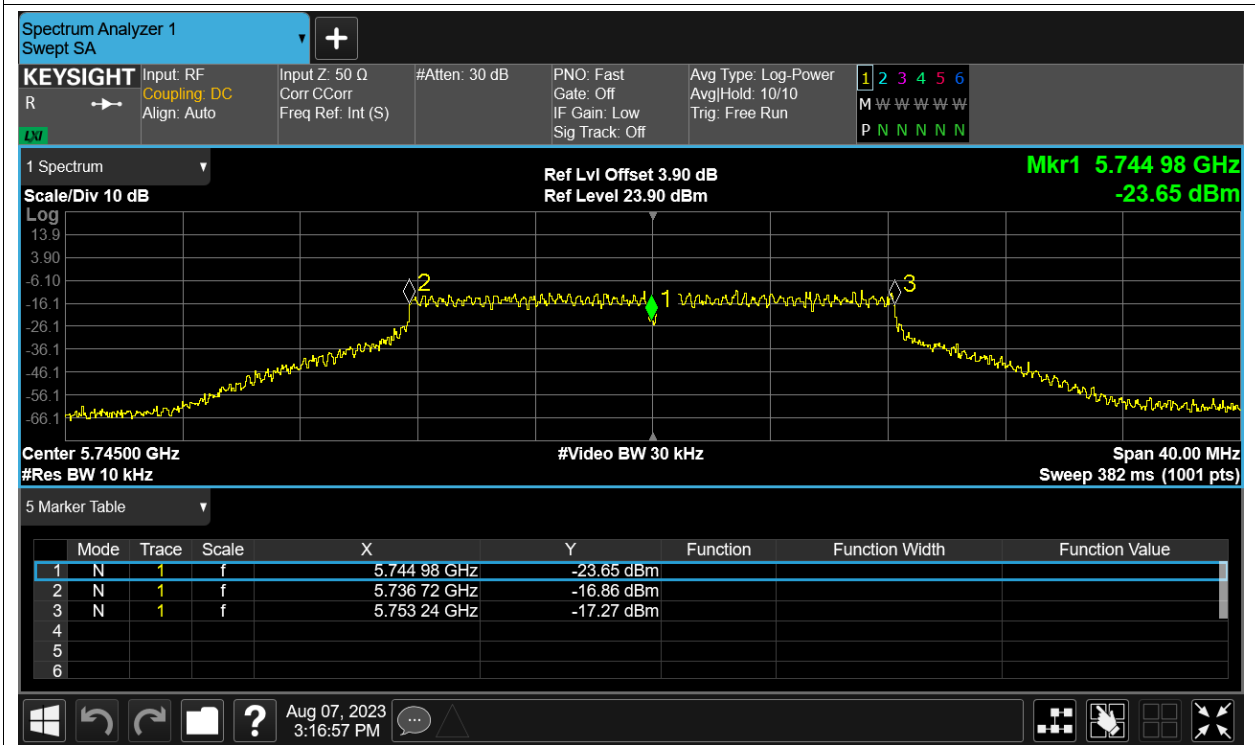 Spectrum Analyzer 1
Swept SA
+
KEYSIGHT Input: RF Input Z: 50 Ω #Atten: 30 dB PNO: Fast Avg Type: Log-Power 1 2 3 4 5 6
R Coupling: DC Corr CCorr Gate: Off Avg|Hold: 10/10 M W W W W W
Align: Auto Freq Ref: Int (S) IF Gain: Low Trig: Free Run
LXI Sig Track: Off P N N N N N
1 Spectrum Ref Lvl Offset 3.90 dB Mkr1 5.744 98 GHz
Scale/Div 10 dB Ref Level 23.90 dBm -23.65 dBm
Log
13.9
3.90
-6.10
-16.1
-26.1
-36.1
-46.1
-56.1
-66.1
2 1 3
Center 5.74500 GHz #Video BW 30 kHz Span 40.00 MHz
#Res BW 10 kHz Sweep 382 ms (1001 pts)
5 Marker Table
Mode Trace Scale X Y Function Function Width Function Value
1 N 1 f 5.744 98 GHz -23.65 dBm
2 N 1 f 5.736 72 GHz -16.86 dBm
3 N 1 f 5.753 24 GHz -17.27 dBm
4
5
6
? Aug 07, 2023
3:16:57 PM